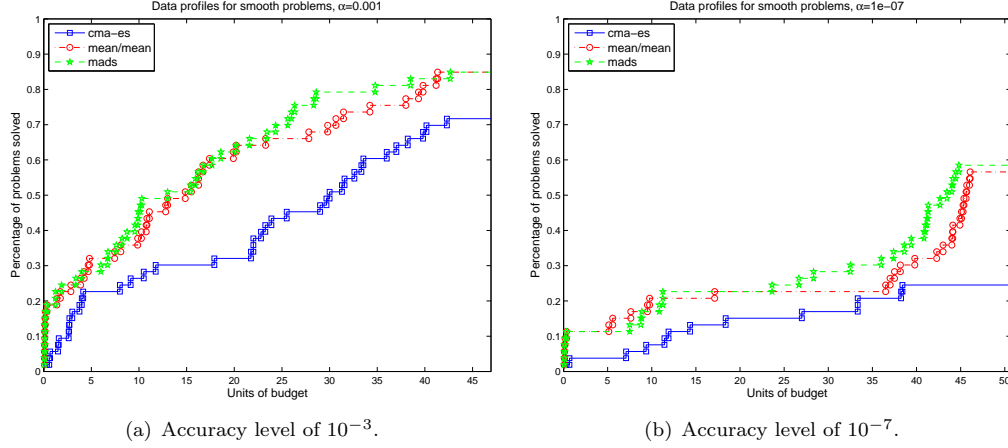 Data profiles for smooth problems, α=0.001
1
0.9
0.8
0.7
0.6
0.5
0.4
0.3
0.2
0.1
0
Percentage of problems solved
cma−es
mean/mean
mads
0 5 10 15 20 25 30 35 40 45
Units of budget
(a) Accuracy level of 10−3.
Data profiles for smooth problems, α=1e−07
1
0.9
0.8
0.7
0.6
0.5
0.4
0.3
0.2
0.1
0
Percentage of problems solved
cma−es
mean/mean
mads
0 5 10 15 20 25 30 35 40 45 50
Units of budget
(b) Accuracy level of 10−7.